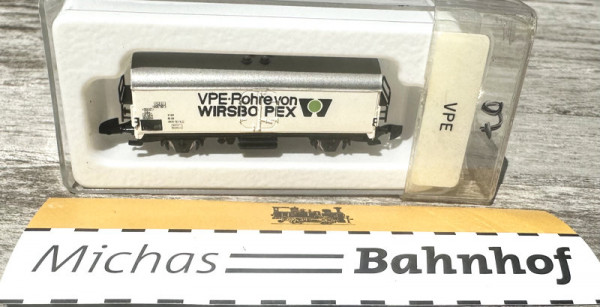 VPE-Rohre von
WIRSBO PEX
VPE
Michas Bahnhof